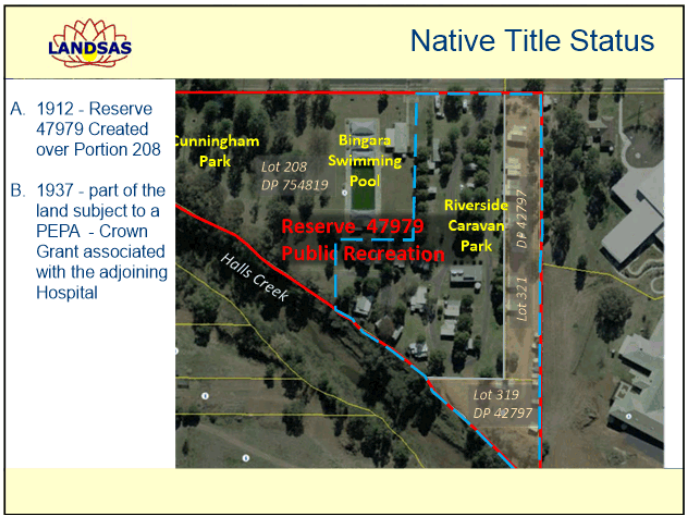 LANDSAS
Native Title Status
A. 1912 - Reserve
47979 Created
over Portion 208
B. 1937 - part of the
land subject to a
PEPA - Crown
Grant associated
with the adjoining
Hospital
Cunningham
Park
Lot 208
DP 754819
Bingara
Swimming
Pool
Riverside
Caravan
Park
Reserve 47979
Public Recreation
Halls Creek
Lot 321 DP 42797
Lot 319
DP 42797